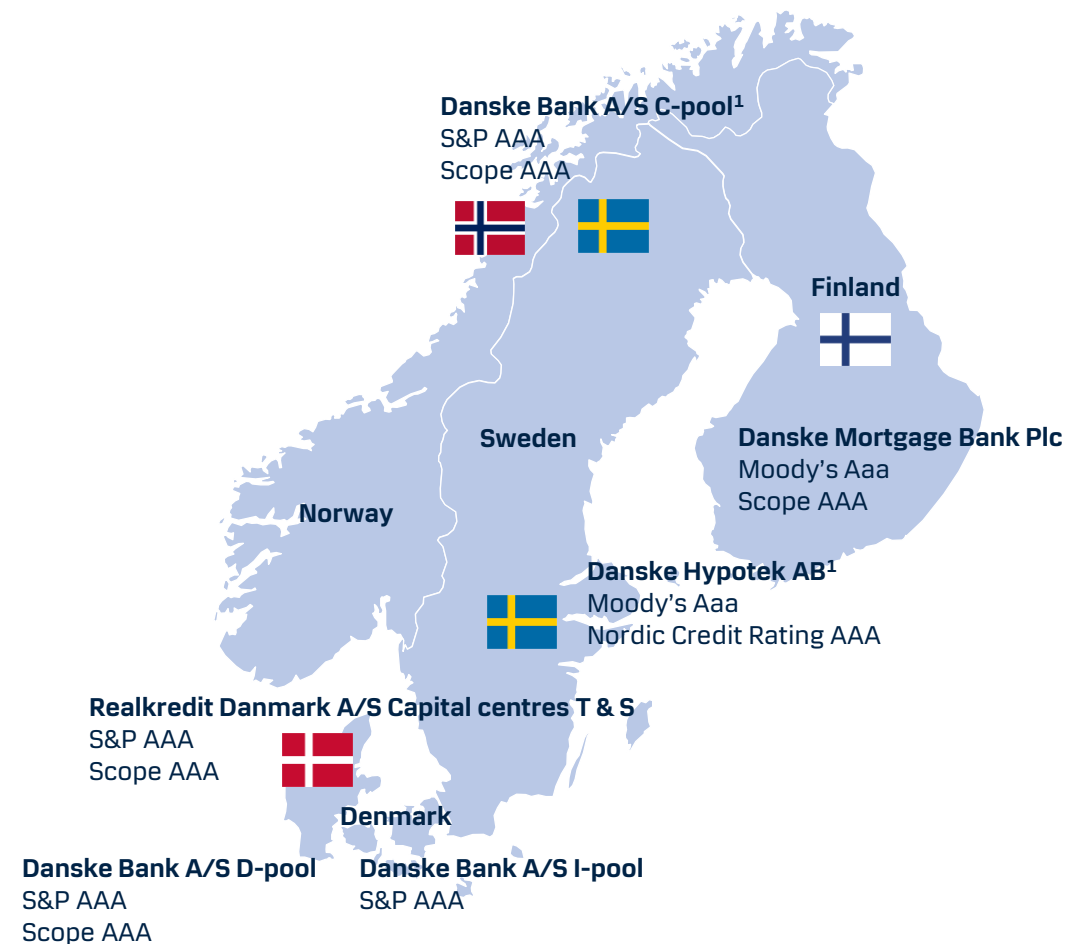 Danske Bank A/S C-pool¹
S&P AAA
Scope AAA
Finland
Sweden
Danske Mortgage Bank Plc
Moody's Aaa
Scope AAA
Norway
Danske Hypotek AB¹
Moody's Aaa
Nordic Credit Rating AAA
Realkredit Danmark A/S Capital centres T & S
S&P AAA
Scope AAA
Denmark
Danske Bank A/S D-pool
S&P AAA
Scope AAA
Danske Bank A/S I-pool
S&P AAA